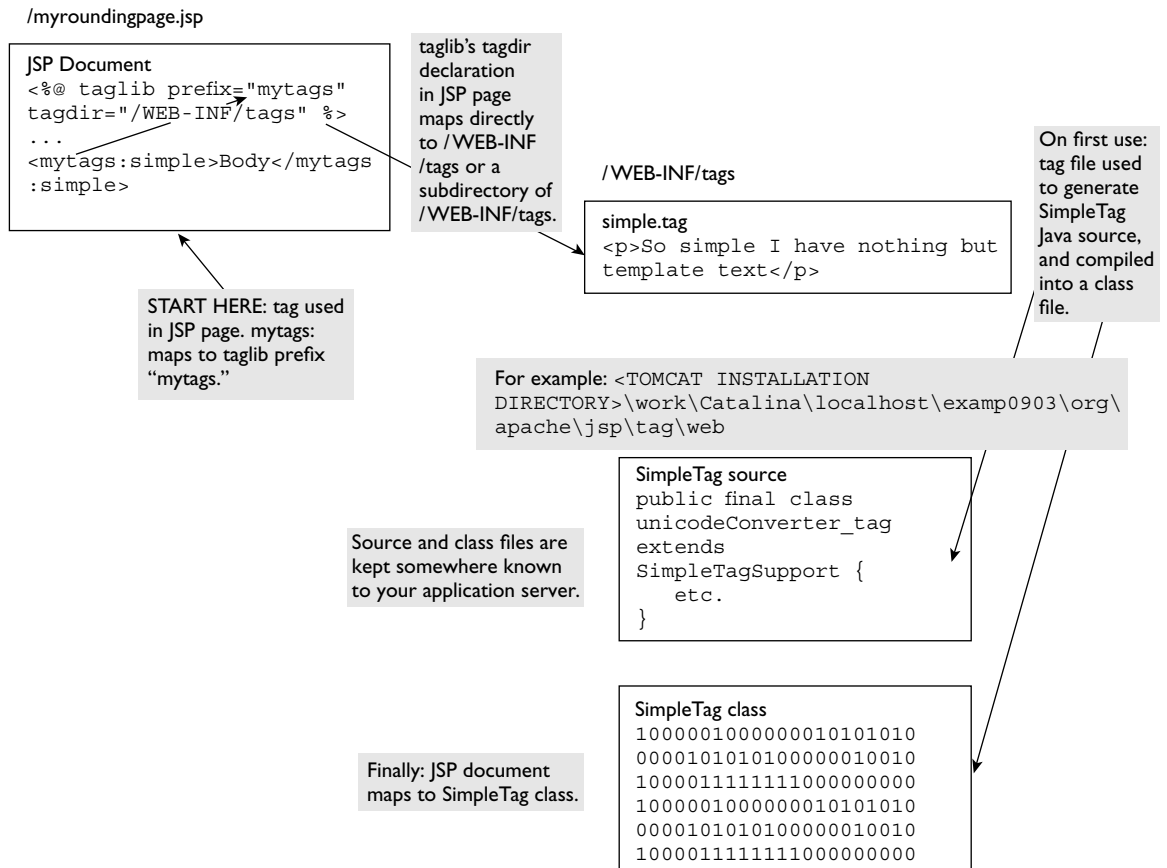 /myroundingpage.jsp
JSP Document
<%@ taglib prefix="mytags"
tagdir="/WEB-INF/tags" %>
...
<mytags:simple>Body</mytags
:simple>
taglib's tagdir
declaration
in JSP page
maps directly
to /WEB-INF
/tags or a
subdirectory of
/WEB-INF/tags.
START HERE: tag used
in JSP page. mytags:
maps to taglib prefix
“mytags.”
/WEB-INF/tags
simple.tag
<p>So simple I have nothing but
template text</p>
On first use:
tag file used
to generate
SimpleTag
Java source,
and compiled
into a class
file.
For example: <TOMCAT INSTALLATION
DIRECTORY>\work\Catalina\localhost\examp0903\org\
apache\jsp\tag\web
SimpleTag source
public final class
unicodeConverter_tag
extends
SimpleTagSupport {
etc.
}
Source and class files are
kept somewhere known
to your application server.
SimpleTag class
1000001000000010101010
0000101010100000010010
1000011111111000000000
1000001000000010101010
0000101010100000010010
1000011111111000000000
Finally: JSP document
maps to SimpleTag class.